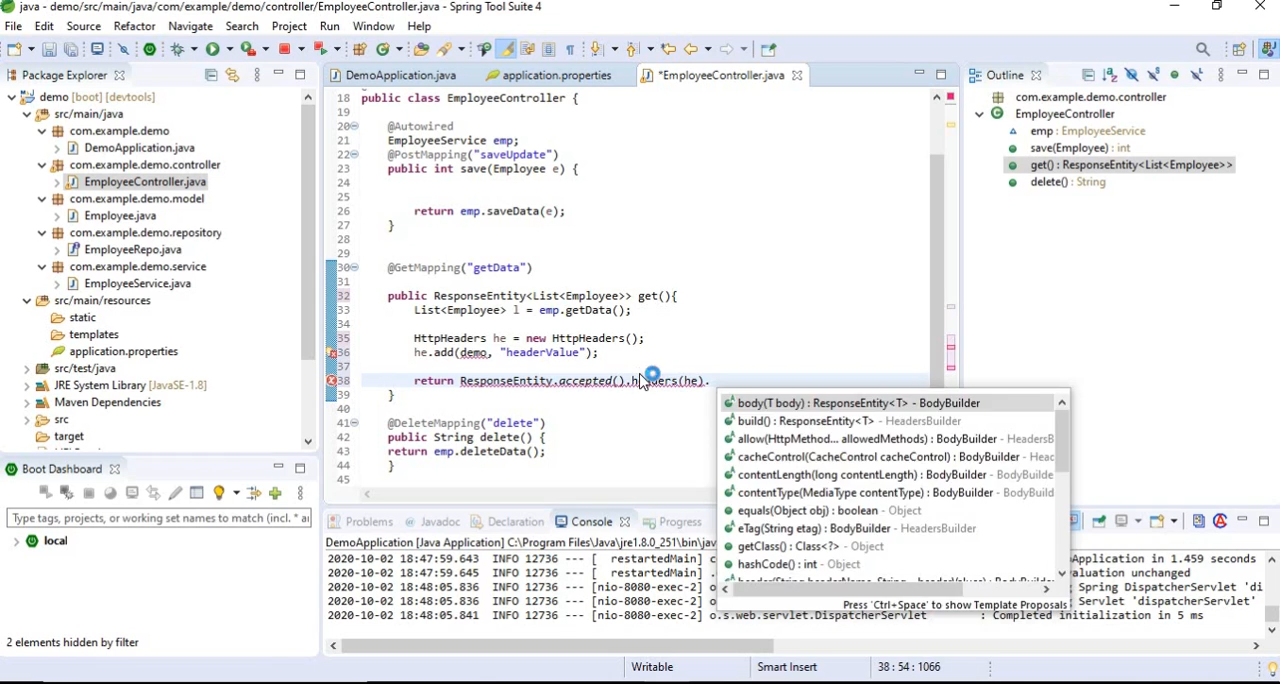 java - demo/src/main/java/com/example/demo/controller/EmployeeController.java - Spring Tool Suite 4
File Edit Source Refactor Navigate Search Project Run Window Help
Package Explorer
demo [boot] [devtools]
src/main/java
com.example.demo
DemoApplication.java
com.example.demo.controller
EmployeeController.java
com.example.demo.model
Employee.java
com.example.demo.repository
EmployeeRepo.java
com.example.demo.service
EmployeeService.java
src/main/resources
static
templates
application.properties
src/test/java
JRE System Library [JavaSE-1.8]
Maven Dependencies
src
target
Boot Dashboard
Type tags, projects, or working set names to match (incl. * a
local
2 elements hidden by filter
DemoApplication.java application.properties *EmployeeController.java
18 public class EmployeeController {
19
20 @Autowired
21 EmployeeService emp;
22 @PostMapping("saveUpdate")
23 public int save(Employee e) {
24
25
26 return emp.saveData(e);
27 }
28
29
30 @GetMapping("getData")
31
32 public ResponseEntity<List<Employee>> get(){
33 List<Employee> l = emp.getData();
34
35 HttpHeaders he = new HttpHeaders();
36 he.add(demo, "headerValue");
37
38 return ResponseEntity.accepted().headers(he).
39 }
40
41 @DeleteMapping("delete")
42 public String delete() {
43 return emp.deleteData();
44 }
45
body(T body) : ResponseEntity<T> - BodyBuilder
build() : ResponseEntity<T> - HeadersBuilder
allow(HttpMethod... allowedMethods) : BodyBuilder - HeadersB
cacheControl(CacheControl cacheControl) : BodyBuilder - Heac
contentLength(long contentLength) : BodyBuilder - BodyBuild
contentType(MediaType contentType) : BodyBuilder - BodyBuild
equals(Object obj) : boolean - Object
eTag(String etag) : BodyBuilder - HeadersBuilder
getClass() : Class<?> - Object
hashCode() : int - Object
Press 'Ctrl+Space' to show Template Proposals
Outline
com.example.demo.controller
EmployeeController
emp : EmployeeService
save(Employee) : int
get() : ResponseEntity<List<Employee>>
delete() : String
Problems Javadoc Declaration Console Progress
DemoApplication [Java Application] C:\Program Files\Java\jre1.8.0_251\bin\jav
2020-10-02 18:47:59.643 INFO 12736 --- [ restartedMain] c oApplication in 1.459 seconds
2020-10-02 18:47:59.645 INFO 12736 --- [ restartedMain] . aluation unchanged
2020-10-02 18:48:05.836 INFO 12736 --- [nio-8080-exec-2] o Spring DispatcherServlet 'di
2020-10-02 18:48:05.836 INFO 12736 --- [nio-8080-exec-2] o Servlet 'dispatcherServlet'
2020-10-02 18:48:05.841 INFO 12736 --- [nio-8080-exec-2] o.s.web.servlet.DispatcherServlet : Completed initialization in 5 ms
Writable Smart Insert 38 : 54 : 1066